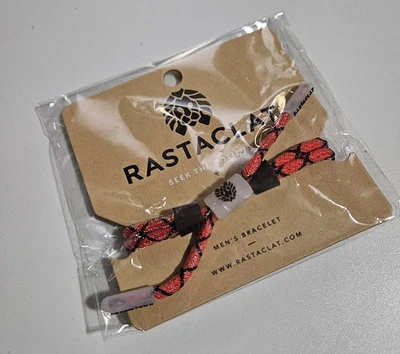 RASTACLAT
SEEK THE
MEN'S BRACELET
WWW.RASTACLAT.COM